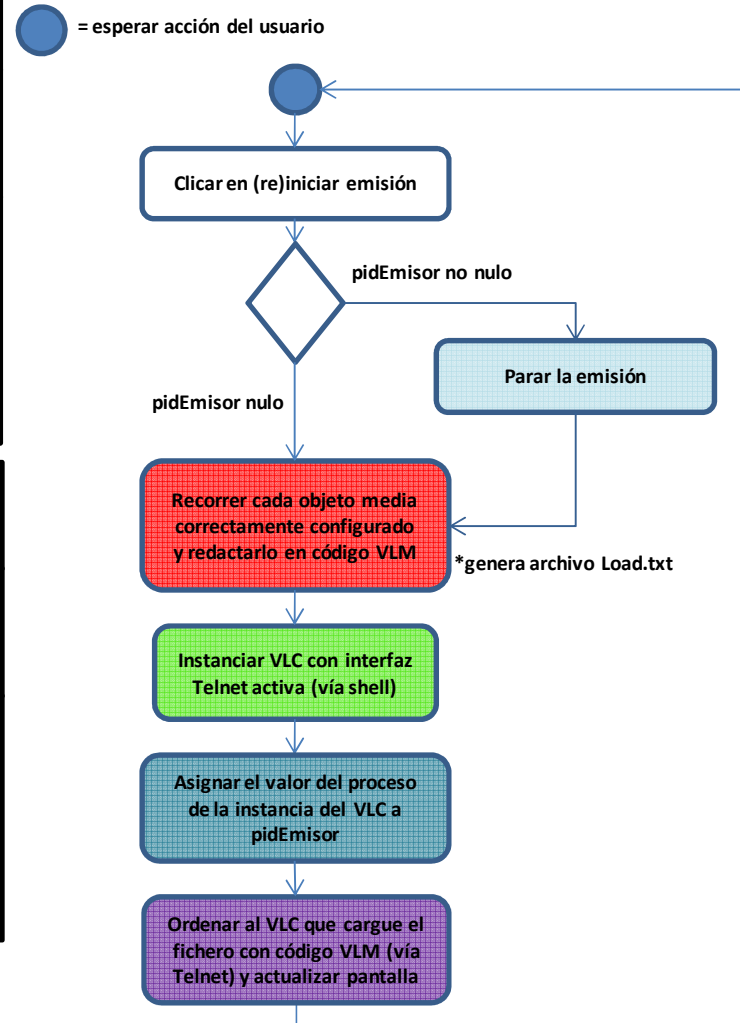 = esperar acción del usuario
Clicar en (re)iniciar emisión
pidEmisor no nulo
Parar la emisión
pidEmisor nulo
Recorrer cada objeto media
correctamente configurado
y redactarlo en código VLM
*genera archivo Load.txt
Instanciar VLC con interfaz
Telnet activa (vía shell)
Asignar el valor del proceso
de la instancia del VLC a
pidEmisor
Ordenar al VLC que cargue el
fichero con código VLM (vía
Telnet) y actualizar pantalla